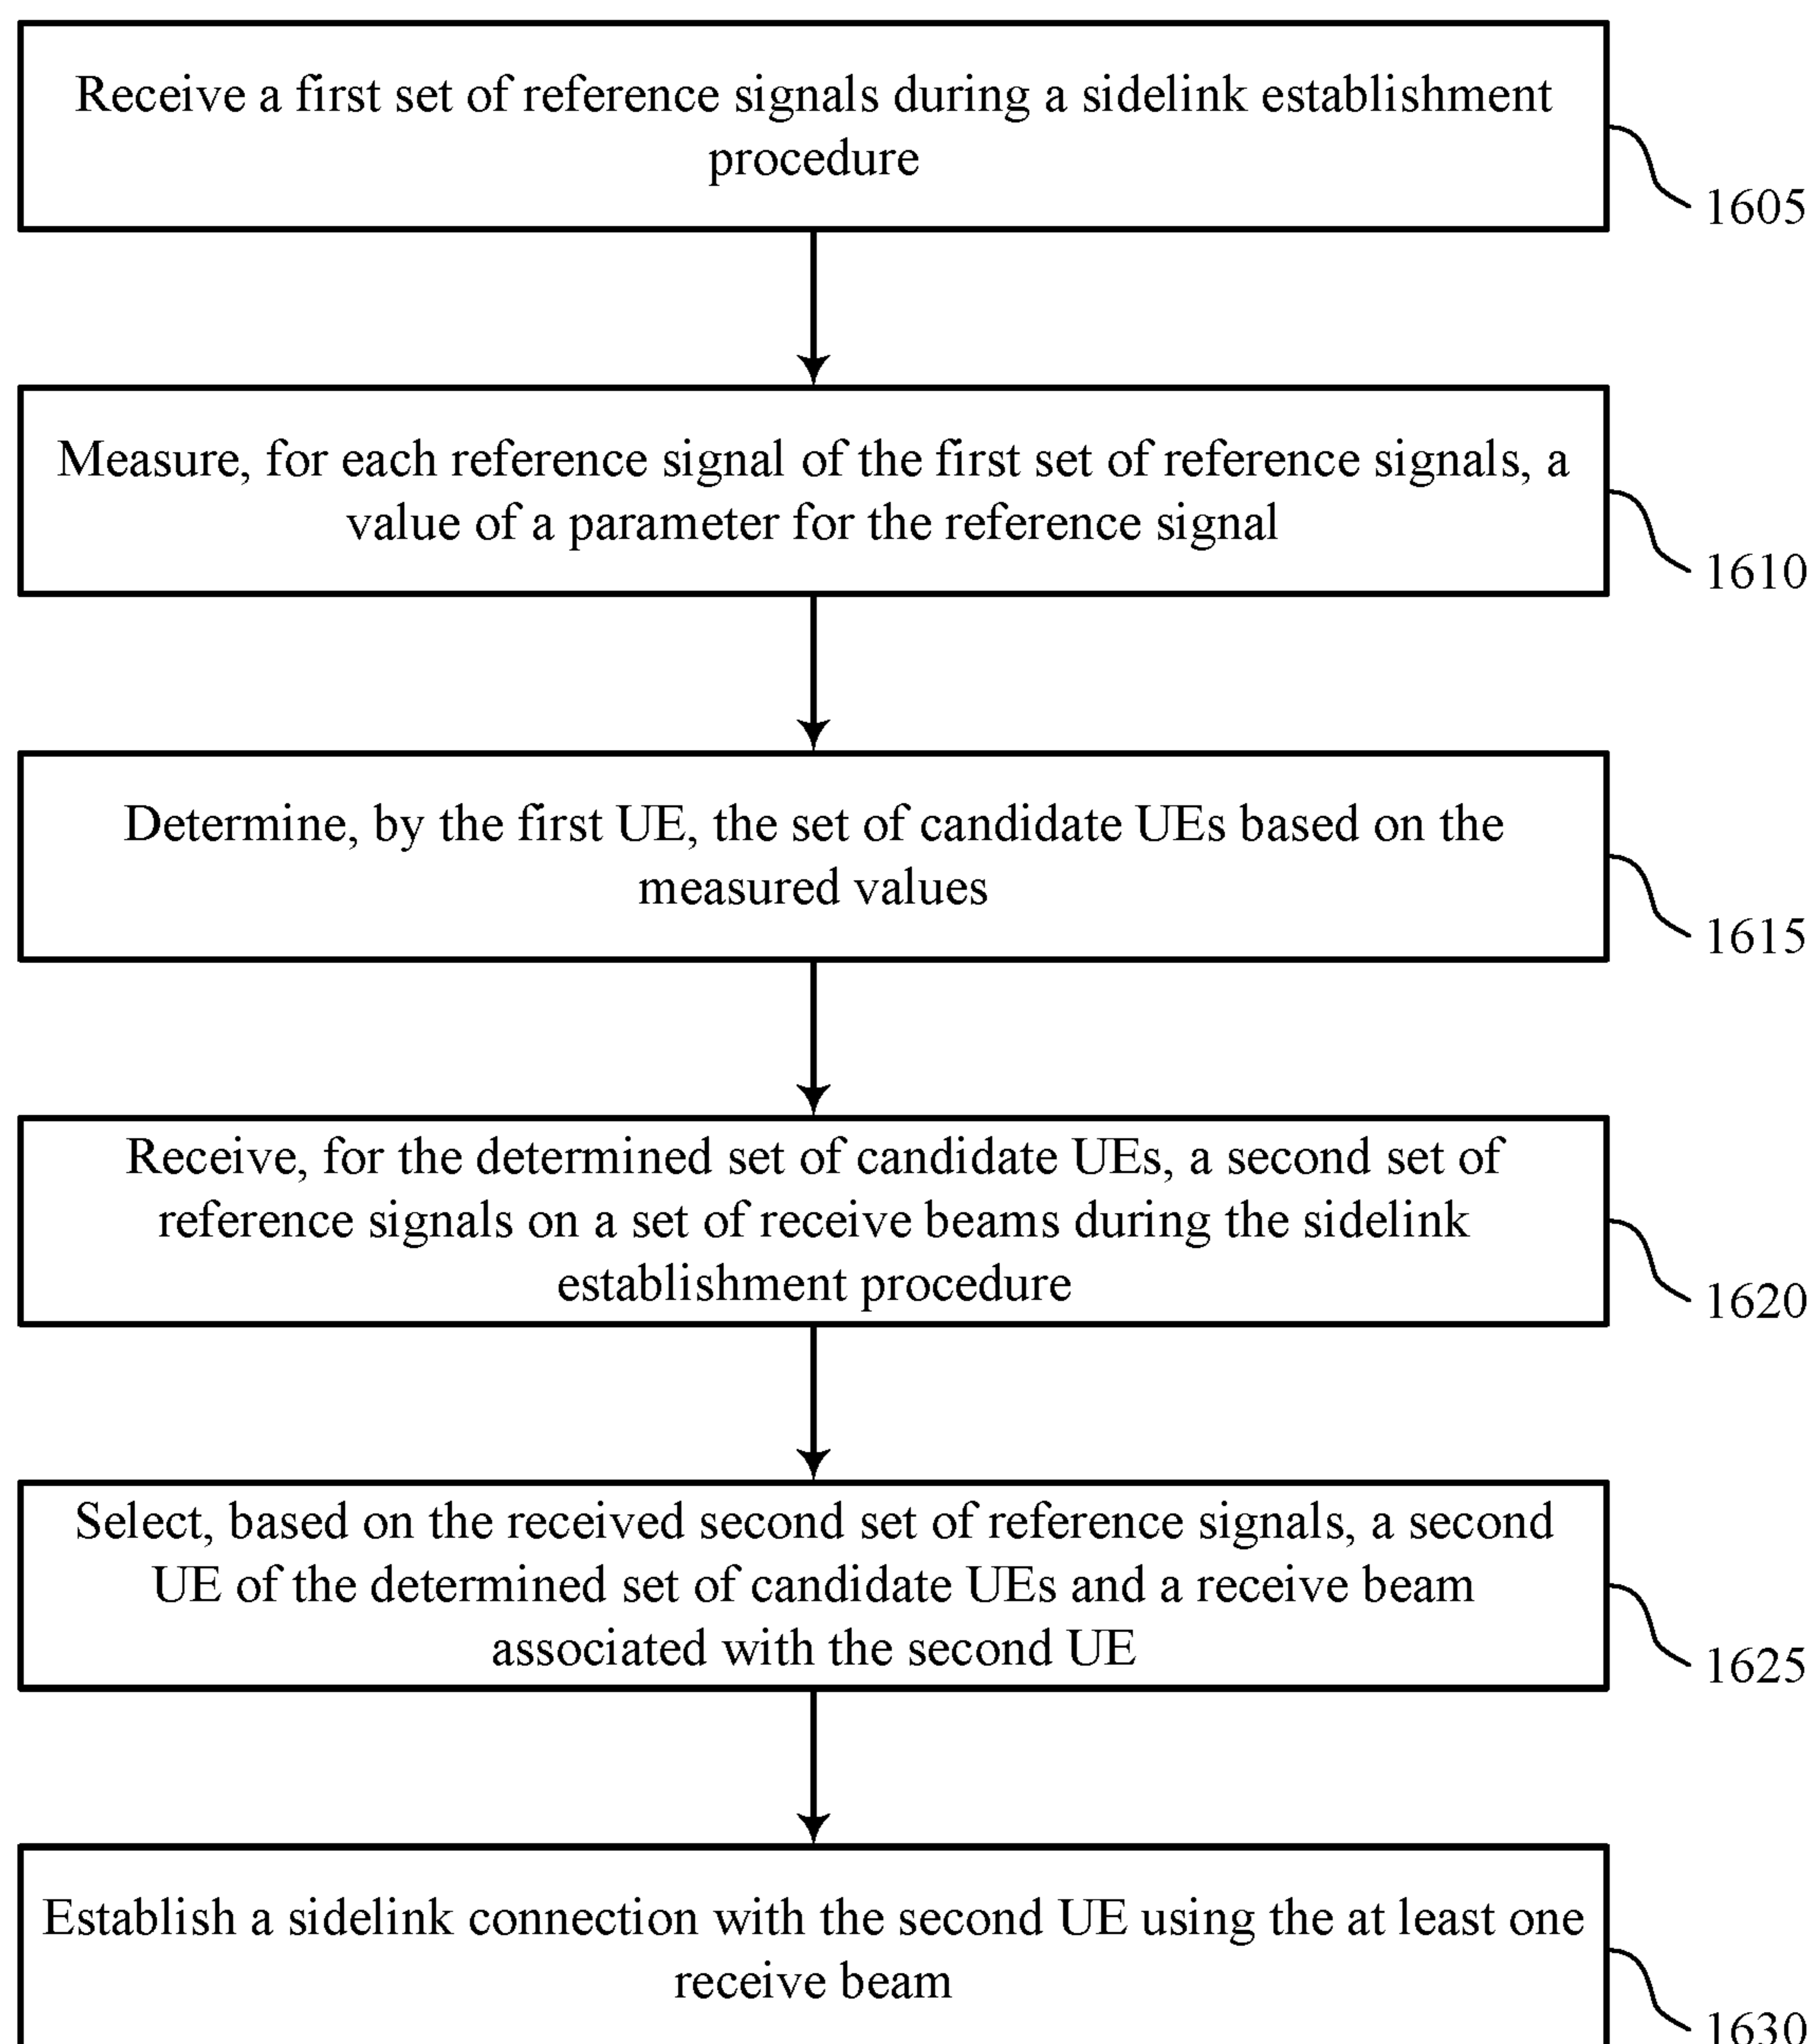 Receive a first set of reference signals during a sidelink establishment
procedure
1605
Measure, for each reference signal of the first set of reference signals, a
value of a parameter for the reference signal
1610
Determine, by the first UE, the set of candidate UEs based on the
measured values
1615
Receive, for the determined set of candidate UEs, a second set of
reference signals on a set of receive beams during the sidelink
establishment procedure
1620
Select, based on the received second set of reference signals, a second
UE of the determined set of candidate UEs and a receive beam
associated with the second UE
1625
Establish a sidelink connection with the second UE using the at least one
receive beam
1630